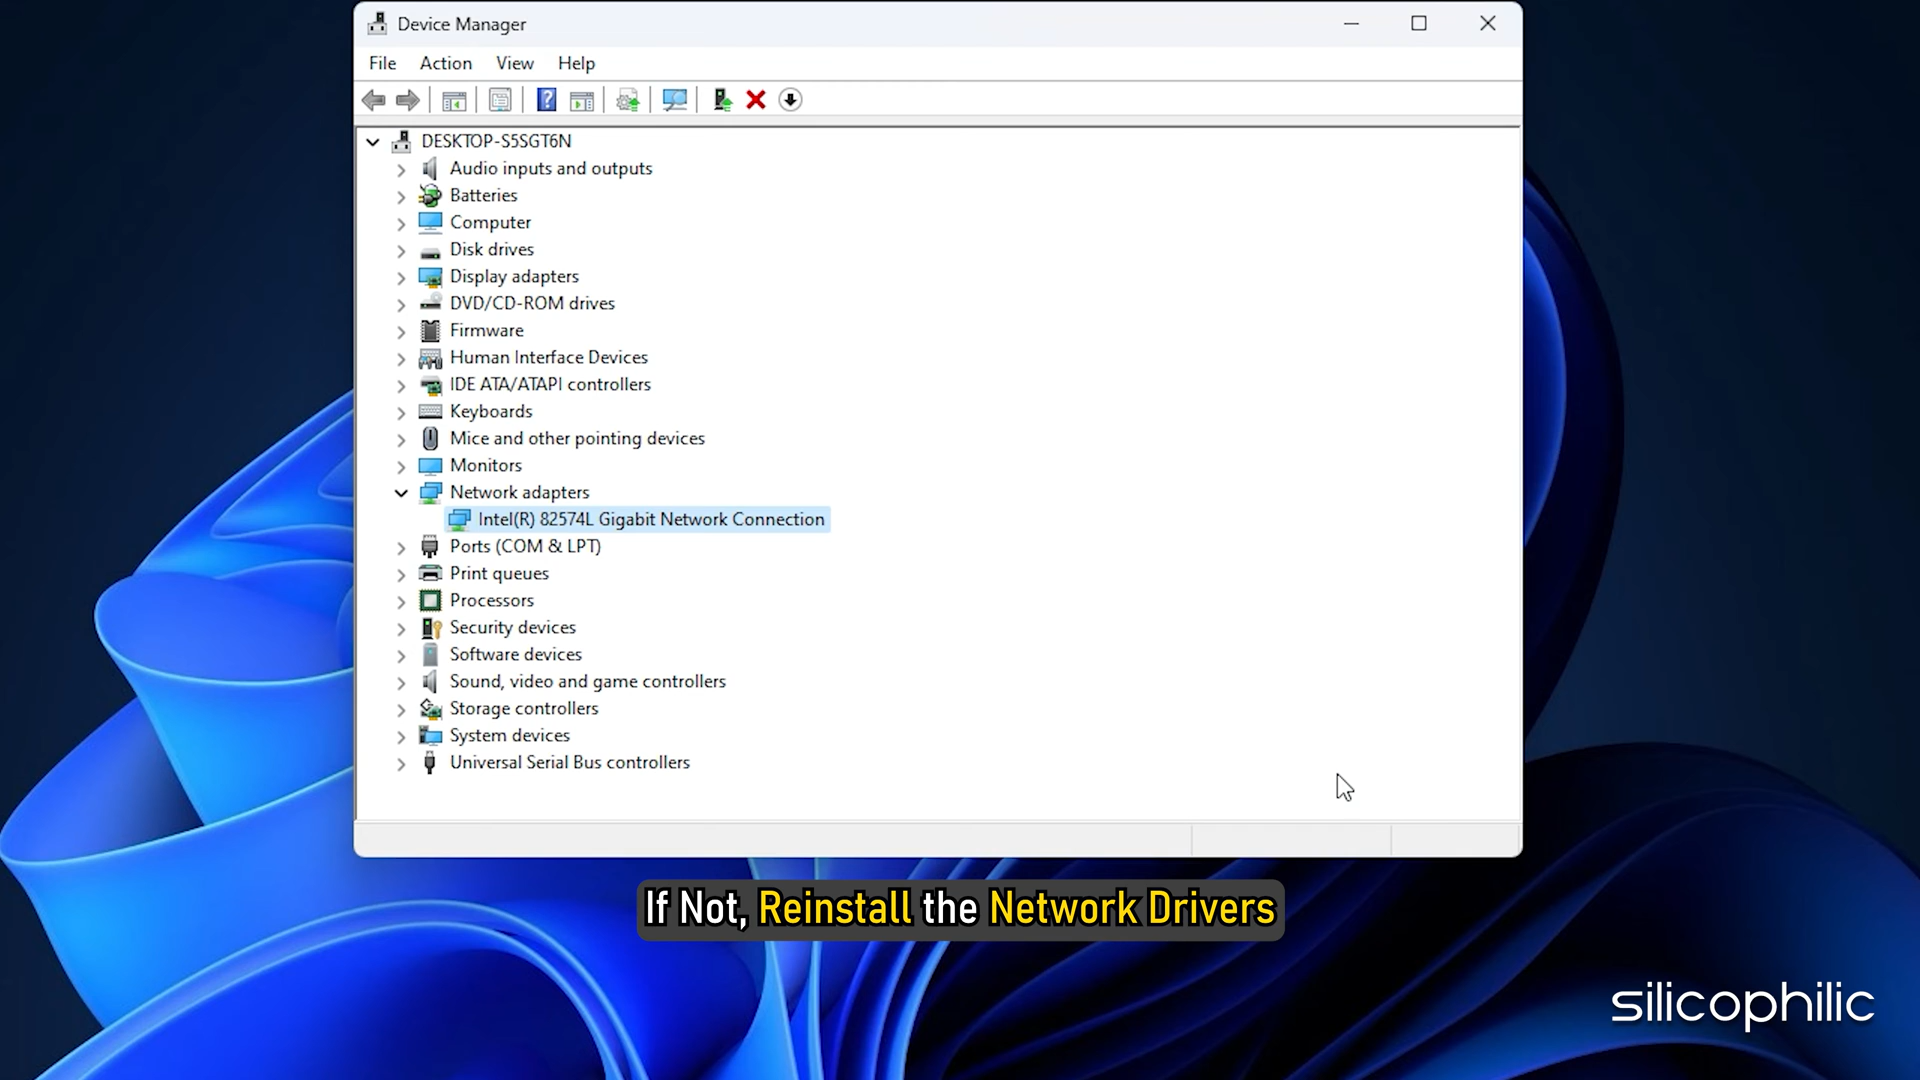 Device Manager
File Action View Help
DESKTOP-S5SGT6N
Audio inputs and outputs
Batteries
Computer
Disk drives
Display adapters
DVD/CD-ROM drives
Firmware
Human Interface Devices
IDE ATA/ATAPI controllers
Keyboards
Mice and other pointing devices
Monitors
Network adapters
Intel(R) 82574L Gigabit Network Connection
Ports (COM & LPT)
Print queues
Processors
Security devices
Software devices
Sound, video and game controllers
Storage controllers
System devices
Universal Serial Bus controllers
If Not, Reinstall the Network Drivers
silicophilic